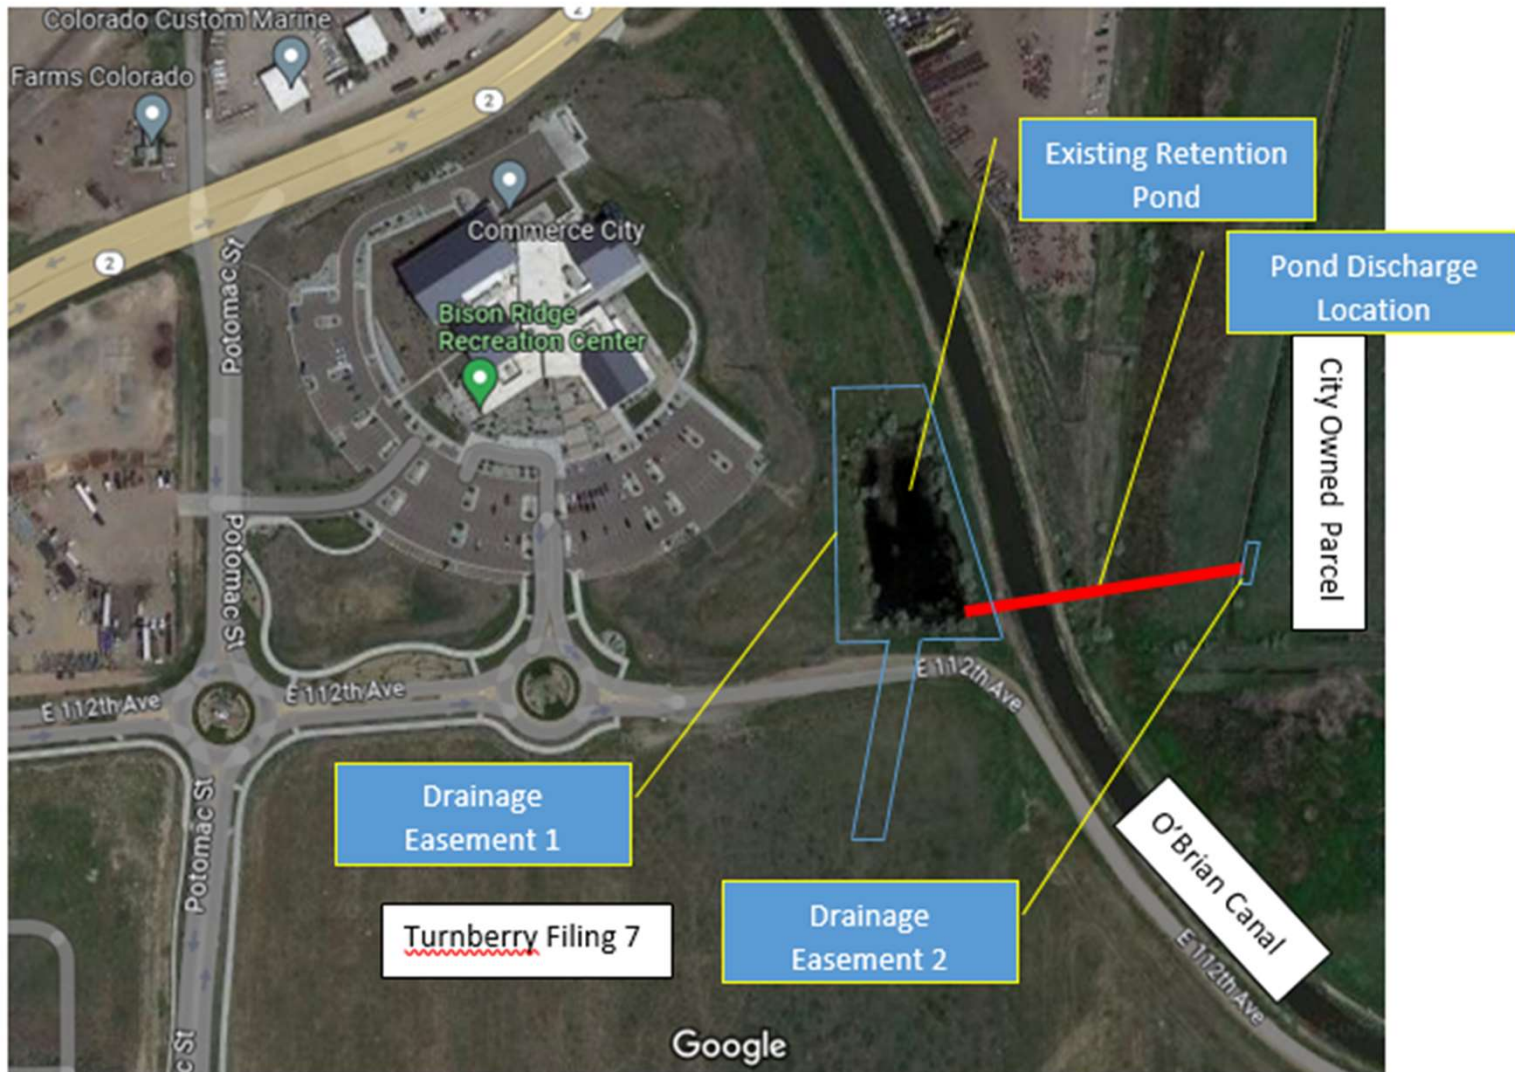 Colorado Custom Marine
Farms Colorado
2
2
2
Commerce City
Bison Ridge
Recreation Center
Potomac St
Potomac St
E 112th Ave
E 112th Ave
E 112th Ave
E 112th Ave
Potomac St
c St
Existing Retention
Pond
Pond Discharge
Location
City Owned Parcel
Drainage
Easement 1
Turnberry Filing 7
Drainage
Easement 2
O'Brian Canal
Google